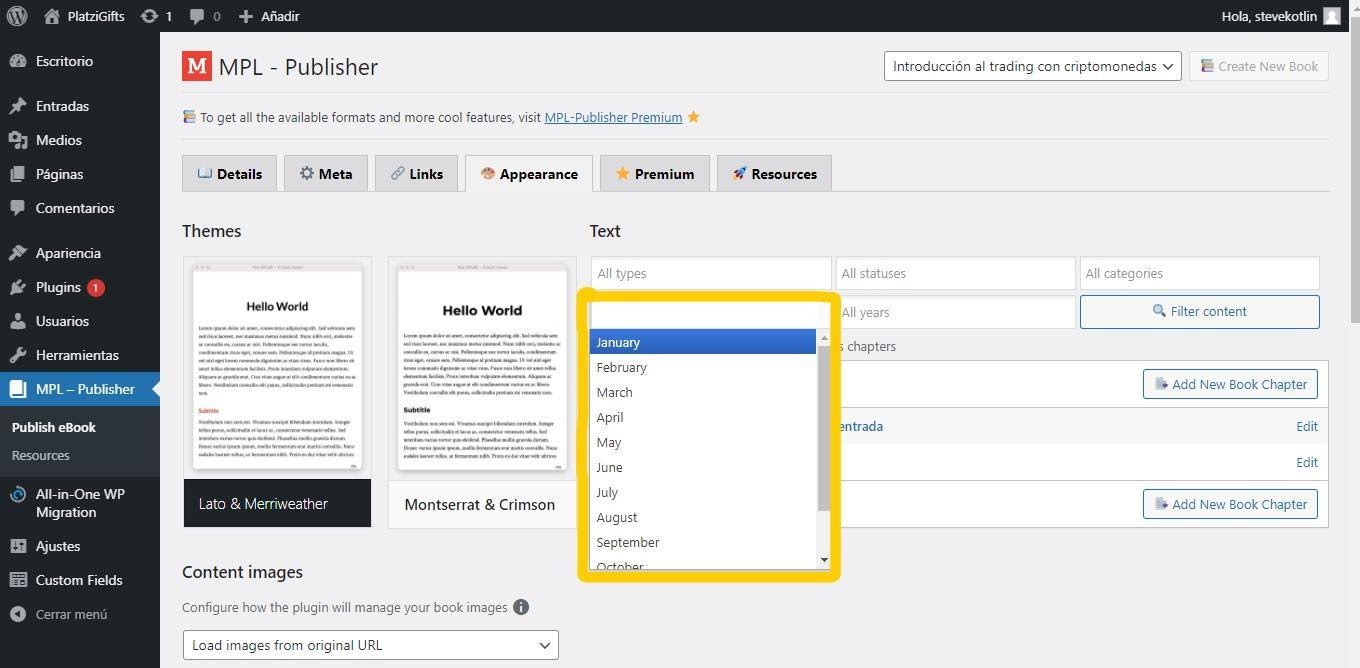 PlatziGifts 1 0 Añadir Hola, stevekotlin
Escritorio
Entradas
Medios
Páginas
Comentarios
Apariencia
Plugins 1
Usuarios
Herramientas
MPL – Publisher
Publish eBook
Resources
All-in-One WP
Migration
Ajustes
Custom Fields
Cerrar menú
M MPL - Publisher
Introducción al trading con criptomonedas
Create New Book
To get all the available formats and more cool features, visit MPL-Publisher Premium
Details Meta Links Appearance Premium Resources
Themes
Hello World
Subtitle
Lato & Merriweather
Hello World
Subtitle
Montserrat & Crimson
Text
All types All statuses All categories
All years Filter content
January
February
March
April
May
June
July
August
September
October
chapters
Add New Book Chapter
entrada Edit
Edit
Add New Book Chapter
Content images
Configure how the plugin will manage your book images
Load images from original URL